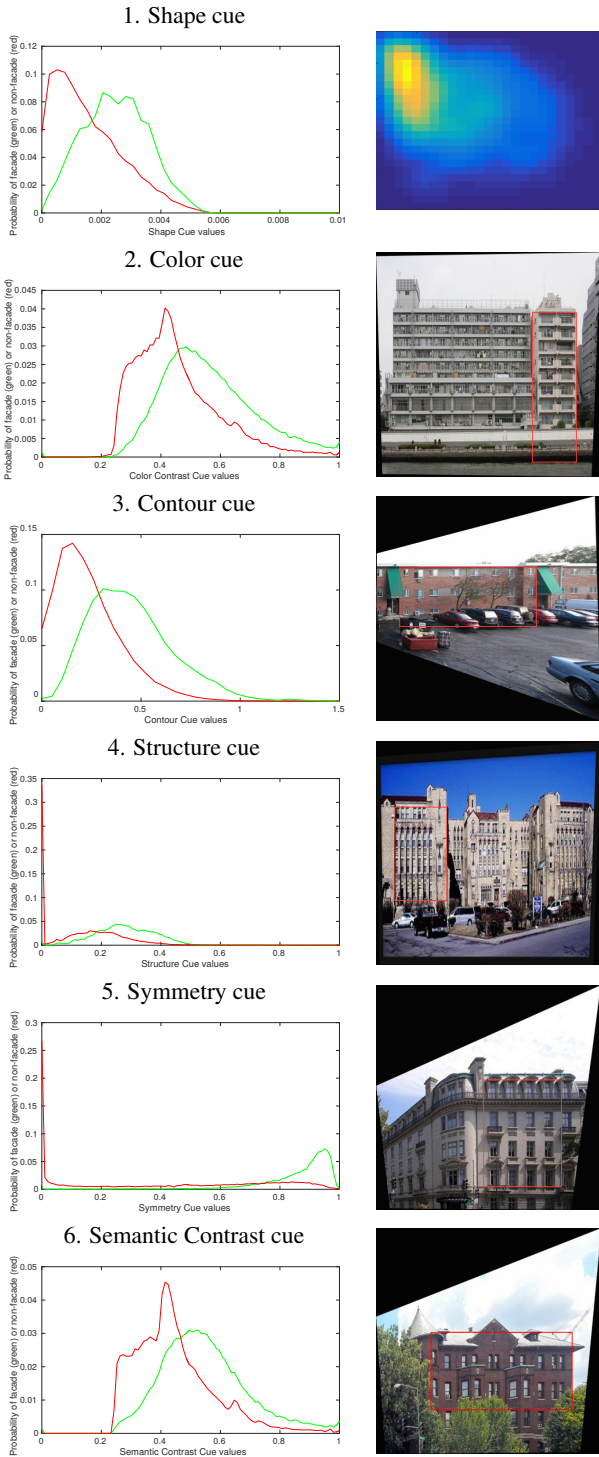 1. Shape cue
Probability of facade (green) or non-facade (red)
0.12
0.1
0.08
0.06
0.04
0.02
0
0 0.002 0.004 0.006 0.008 0.01
Shape Cue values
2. Color cue
Probability of facade (green) or non-facade (red)
0.045
0.04
0.035
0.03
0.025
0.02
0.015
0.01
0.005
0
0 0.2 0.4 0.6 0.8 1
Color Contrast Cue values
3. Contour cue
Probability of facade (green) or non-facade (red)
0.15
0.1
0.05
0
0 0.5 1 1.5
Contour Cue values
4. Structure cue
Probability of facade (green) or non-facade (red)
0.35
0.3
0.25
0.2
0.15
0.1
0.05
0
0 0.2 0.4 0.6 0.8 1
Structure Cue values
5. Symmetry cue
Probability of facade (green) or non-facade (red)
0.3
0.25
0.2
0.15
0.1
0.05
0
0 0.2 0.4 0.6 0.8 1
Symmetry Cue values
6. Semantic Contrast cue
Probability of facade (green) or non-facade (red)
0.05
0.04
0.03
0.02
0.01
0
0 0.2 0.4 0.6 0.8 1
Semantic Contrast Cue values